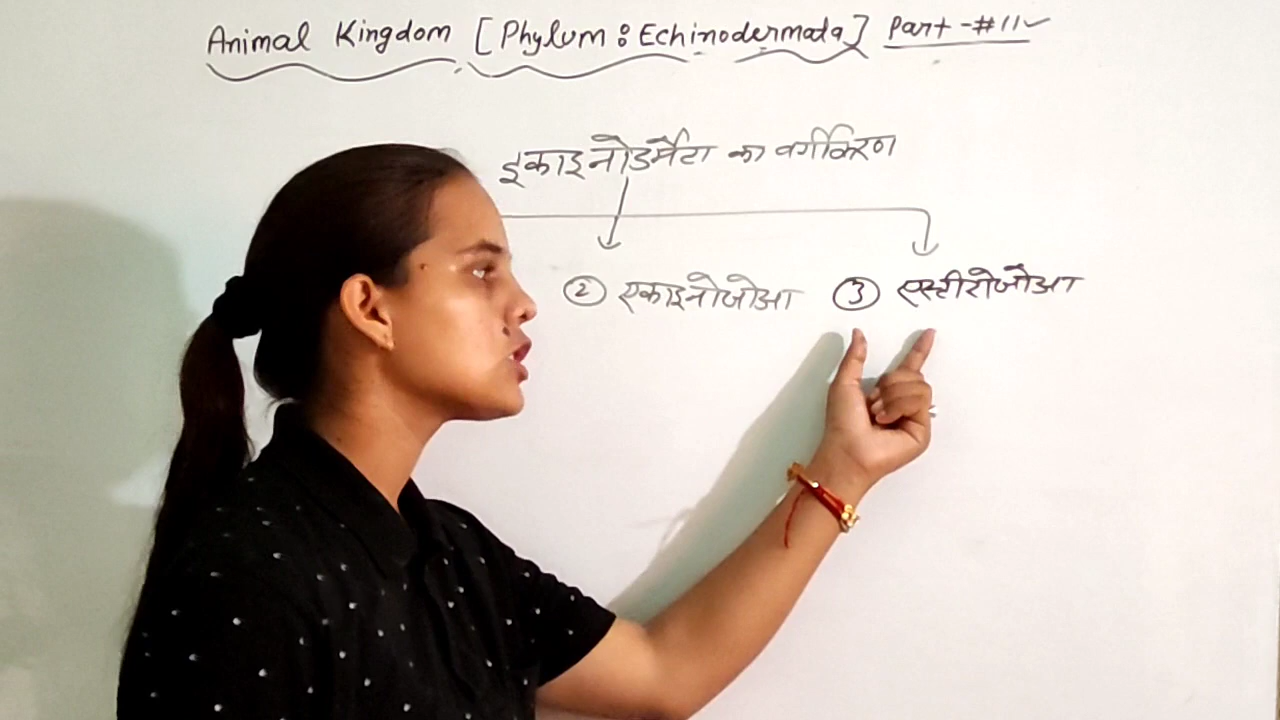 Animal Kingdom [Phylum : Echinodermata] Part - #11
इकाइनोडर्मेटा का वर्गीकरण
② एकाइनोजोआ ③ एस्टीरोजोआ